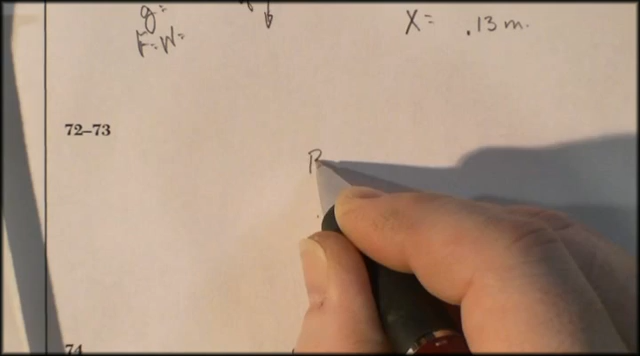 g=
F=W=
X= .13 m.
72–73
R
74